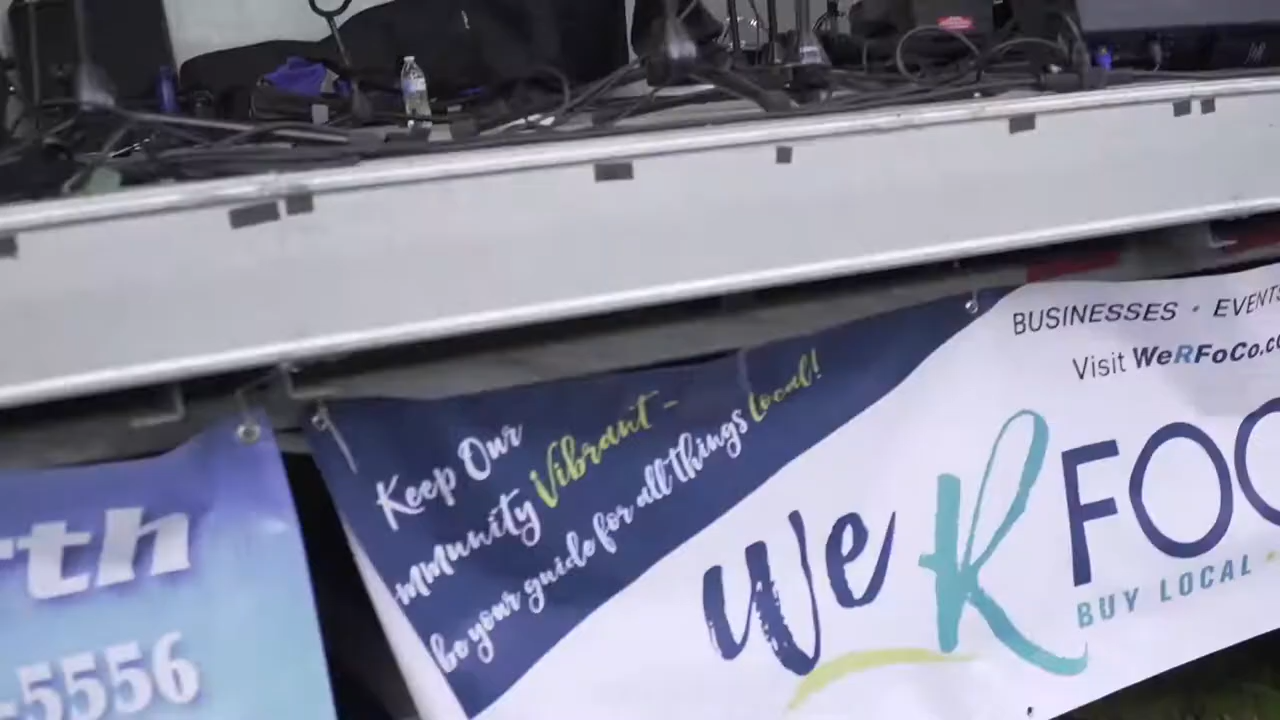 BUSINESSES • EVENTS
Visit WeRFoCo.co
Keep Our
mmunity Vibrant -
be your guide for all things Local!
We R FOC
BUY LOCAL •
rth
-5556